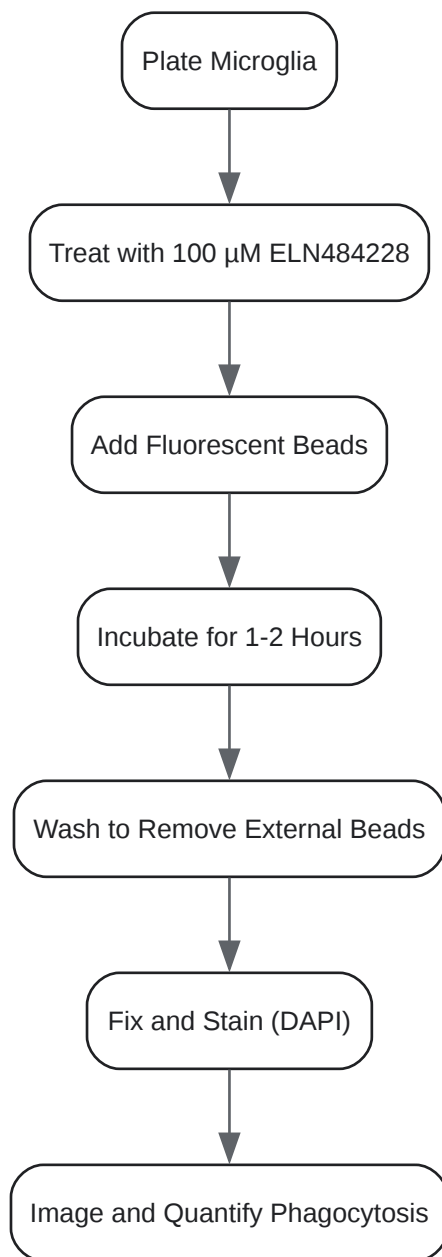 Plate Microglia
Treat with 100 µM ELN484228
Add Fluorescent Beads
Incubate for 1-2 Hours
Wash to Remove External Beads
Fix and Stain (DAPI)
Image and Quantify Phagocytosis